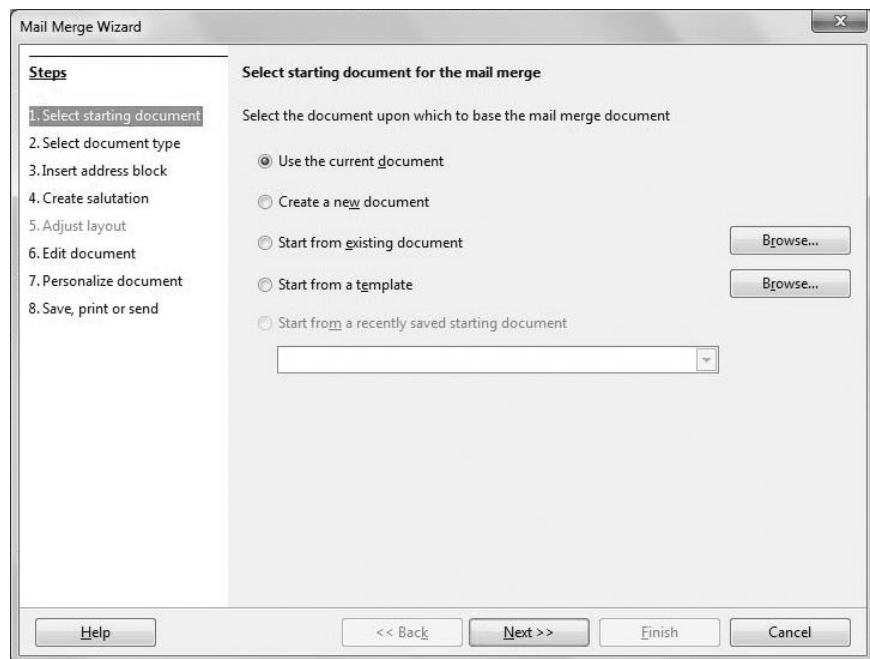 Mail Merge Wizard
X
Steps
1. Select starting document
2. Select document type
3. Insert address block
4. Create salutation
5. Adjust layout
6. Edit document
7. Personalize document
8. Save, print or send
Select starting document for the mail merge
Select the document upon which to base the mail merge document
Use the current document
Create a new document
Start from existing document
Browse...
Start from a template
Browse...
Start from a recently saved starting document
Help
<< Back
Next >>
Finish
Cancel